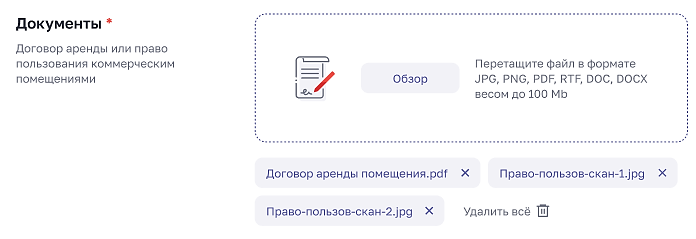 Документы *
Договор аренды или право
пользования коммерческим
помещениями
Обзор
Перетащите файл в формате
JPG, PNG, PDF, RTF, DOC, DOCX
весом до 100 Mb
Договор аренды помещения.pdf ✕
Право-пользов-скан-1.jpg ✕
Право-пользов-скан-2.jpg ✕
Удалить всё